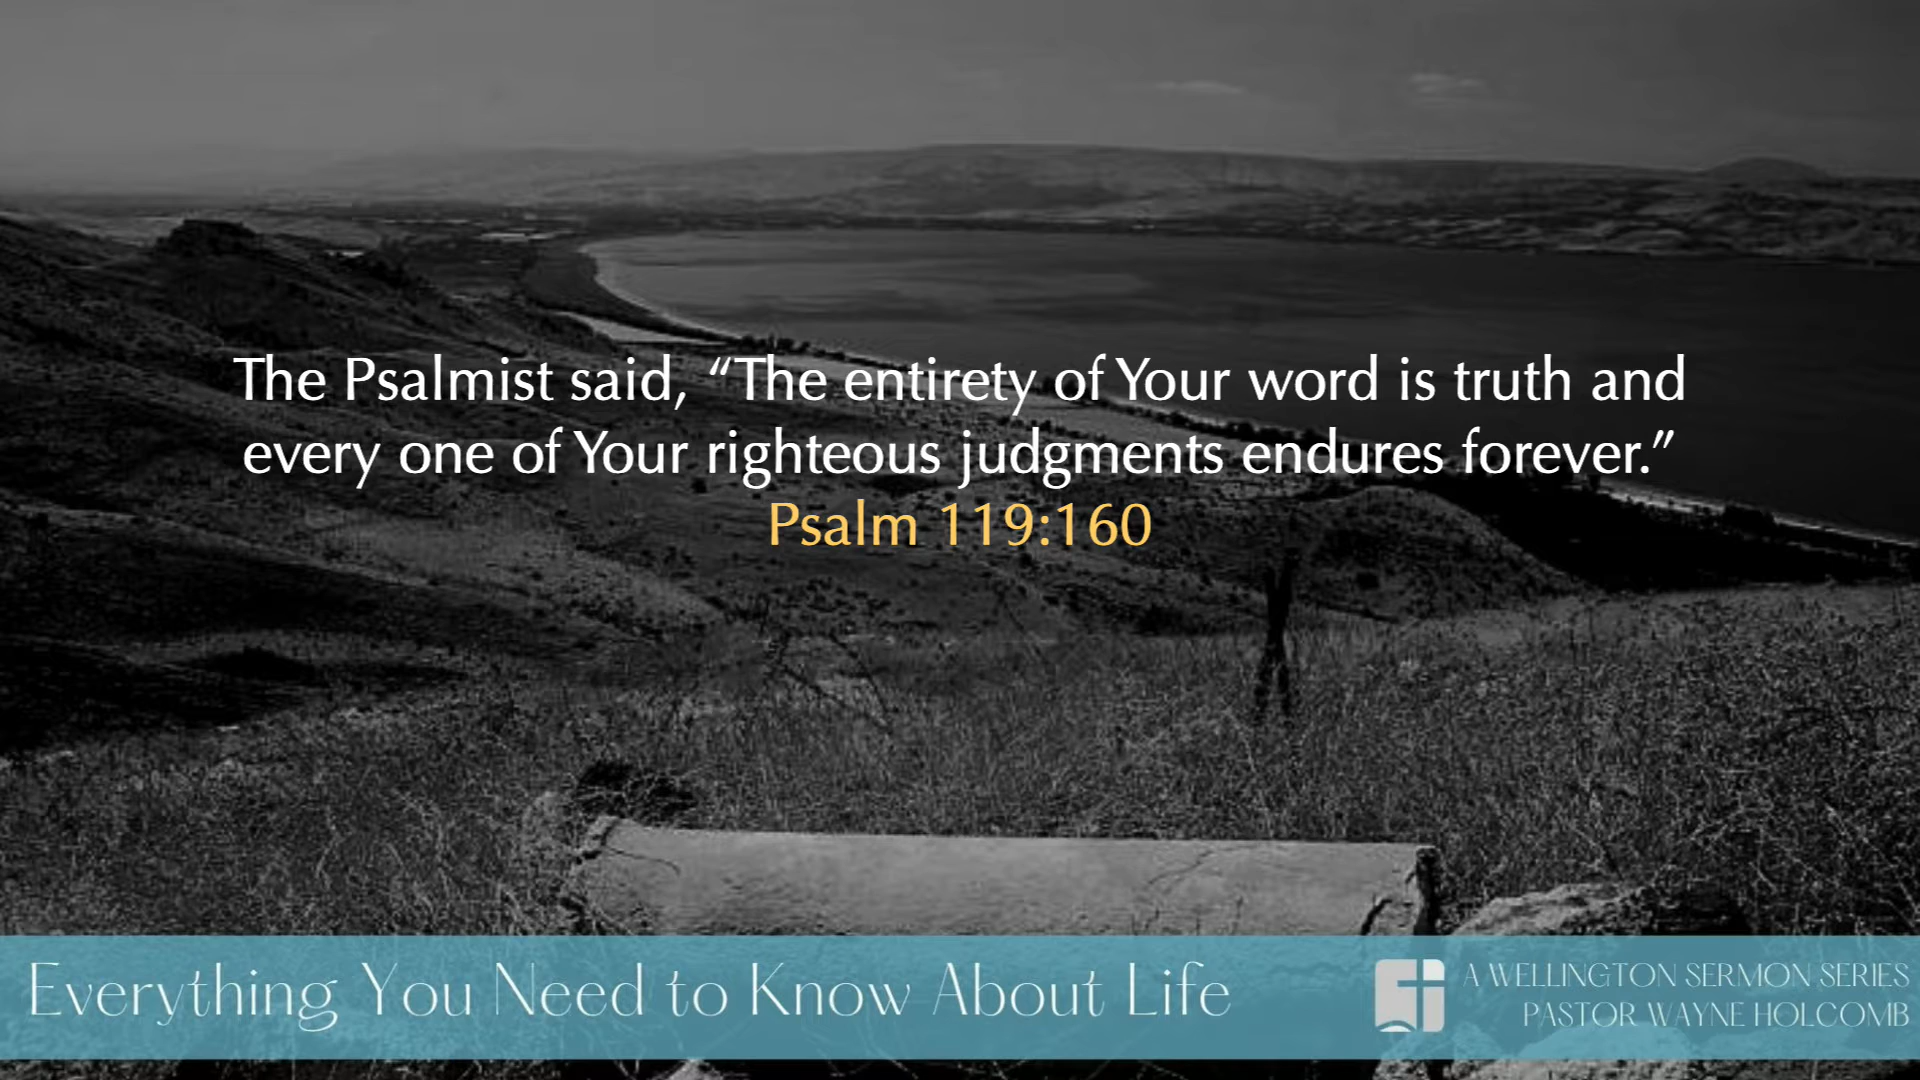 The Psalmist said, “The entirety of Your word is truth and
every one of Your righteous judgments endures forever.”
Psalm 119:160
Everything You Need to Know About Life
A WELLINGTON SERMON SERIES
PASTOR WAYNE HOLCOMB